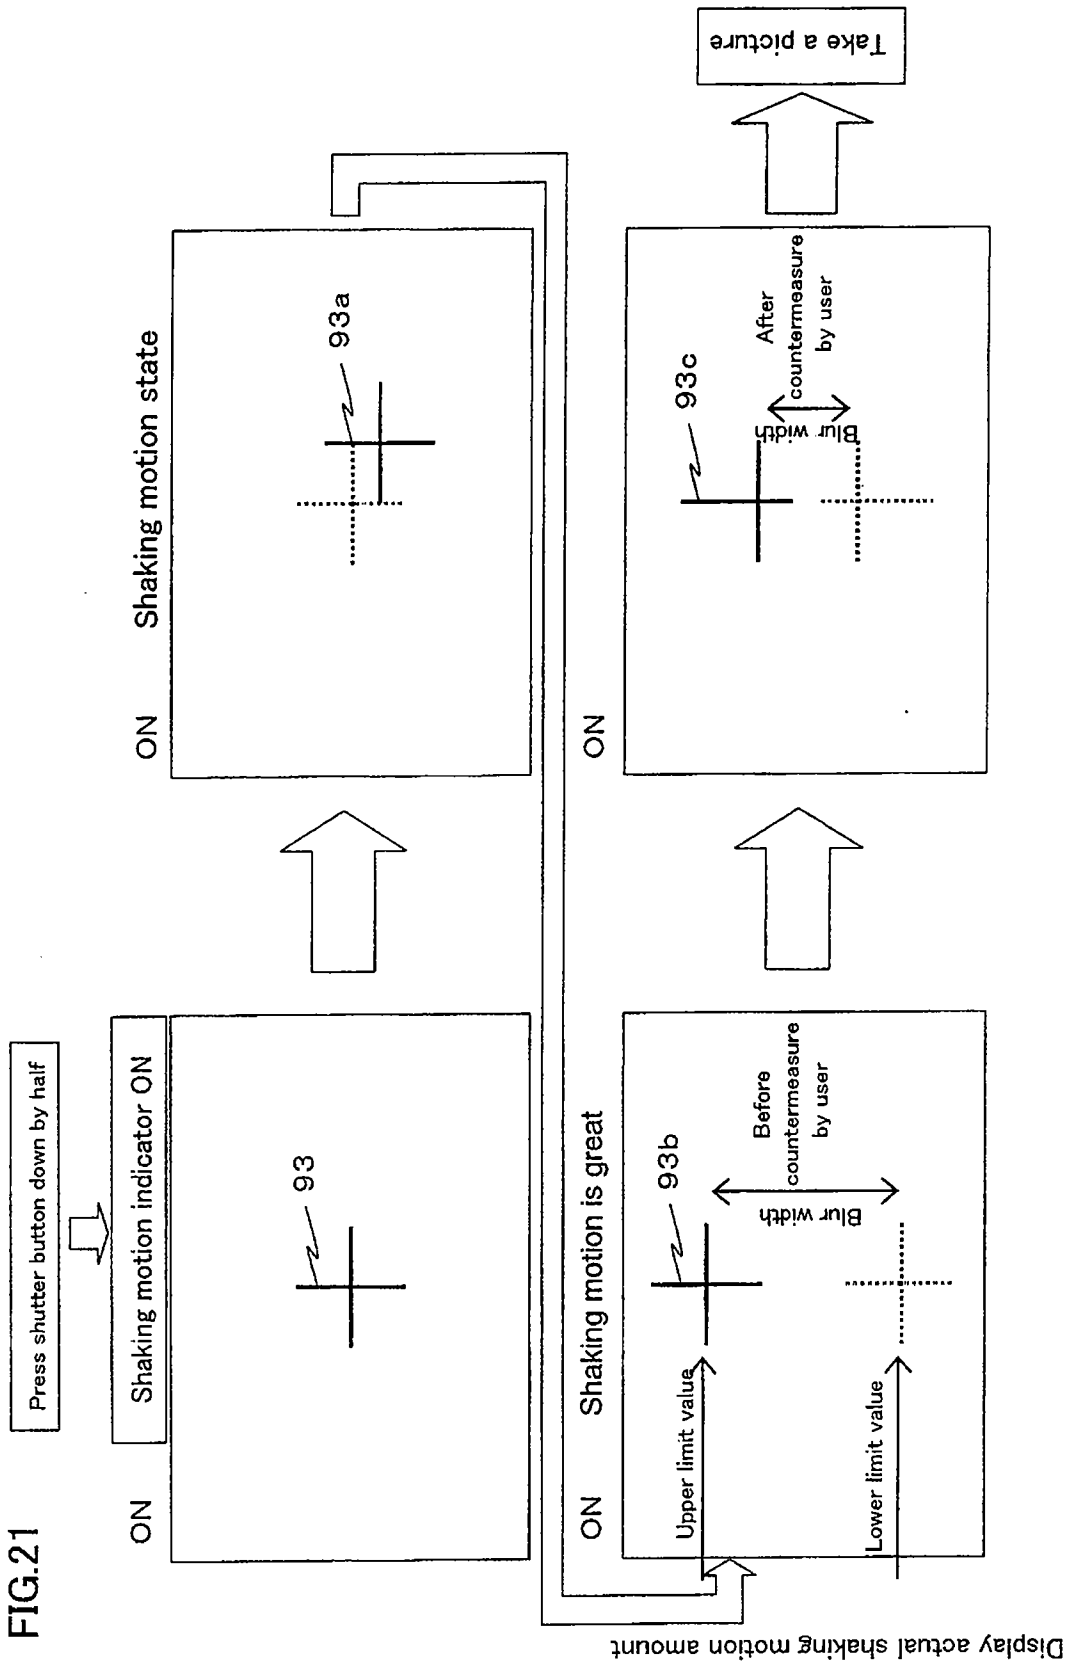 FIG.21
Press shutter button down by half
ON
Shaking motion indicator ON
93
ON
Shaking motion state
93a
ON
Shaking motion is great
Upper limit value
Lower limit value
93b
Blur width
Before
countermeasure
by user
Display actual shaking motion amount
ON
93c
Blur width
After
countermeasure
by user
Take a picture